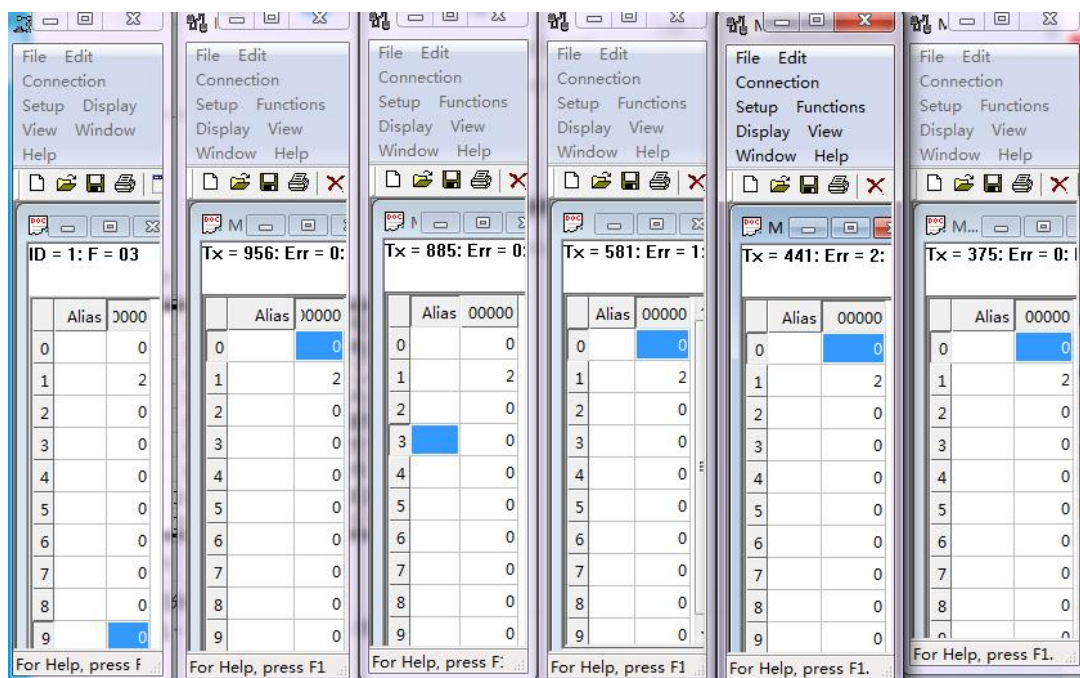 File Edit
Connection
Setup Display
View Window
Help
ID = 1: F = 03
Alias 0000
0 0
1 2
2 0
3 0
4 0
5 0
6 0
7 0
8 0
9 0
For Help, press F
File Edit
Connection
Setup Functions
Display View
Window Help
M
Tx = 956: Err = 0:
Alias 0000
0 0
1 2
2 0
3 0
4 0
5 0
6 0
7 0
8 0
9 0
For Help, press F1
File Edit
Connection
Setup Functions
Display View
Window Help
Tx = 885: Err = 0:
Alias 00000
0 0
1 2
2 0
3 0
4 0
5 0
6 0
7 0
8 0
9 0
For Help, press F
File Edit
Connection
Setup Functions
Display View
Window Help
Tx = 581: Err = 1:
Alias 00000
0 0
1 2
2 0
3 0
4 0
5 0
6 0
7 0
8 0
9 0
For Help, press F1
File Edit
Connection
Setup Functions
Display View
Window Help
M
Tx = 441: Err = 2:
Alias 00000
0 0
1 2
2 0
3 0
4 0
5 0
6 0
7 0
8 0
9 0
For Help, press F1.
File Edit
Connection
Setup Functions
Display View
Window Help
M...
Tx = 375: Err = 0:
Alias 00000
0 0
1 2
2 0
3 0
4 0
5 0
6 0
7 0
8 0
9 0
For Help, press F1.